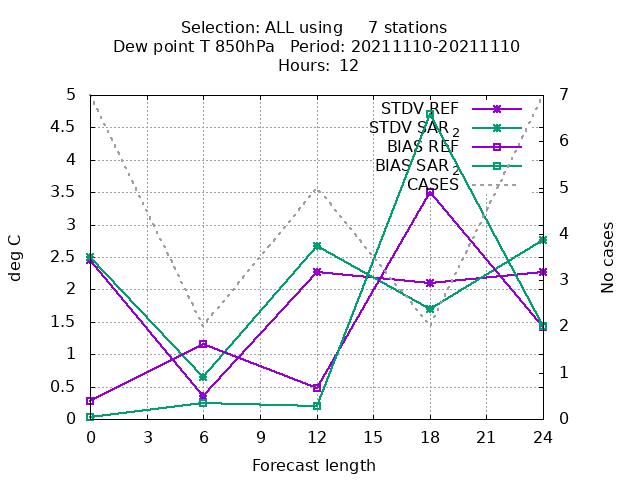 Selection: ALL using 7 stations
Dew point T 850hPa Period: 20211110-20211110
Hours: 12
STDV REF
STDV SAR 2
BIAS REF
BIAS SAR 2
CASES
5
4.5
4
3.5
3
2.5
2
1.5
1
0.5
0
7
6
5
4
3
2
1
0
deg C
No cases
0 3 6 9 12 15 18 21 24
Forecast length